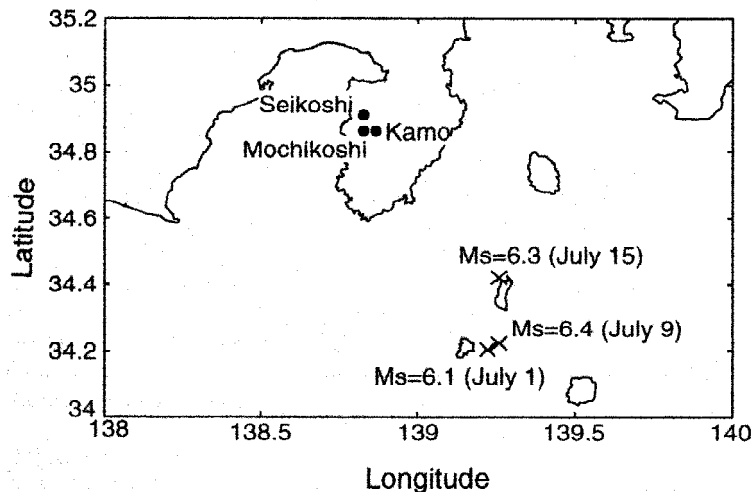 35.2
35
34.8
34.6
34.4
34.2
34
Latitude
Seikoshi
Kamo
Mochikoshi
Ms=6.3 (July 15)
Ms=6.4 (July 9)
Ms=6.1 (July 1)
138
138.5
139
139.5
140
Longitude